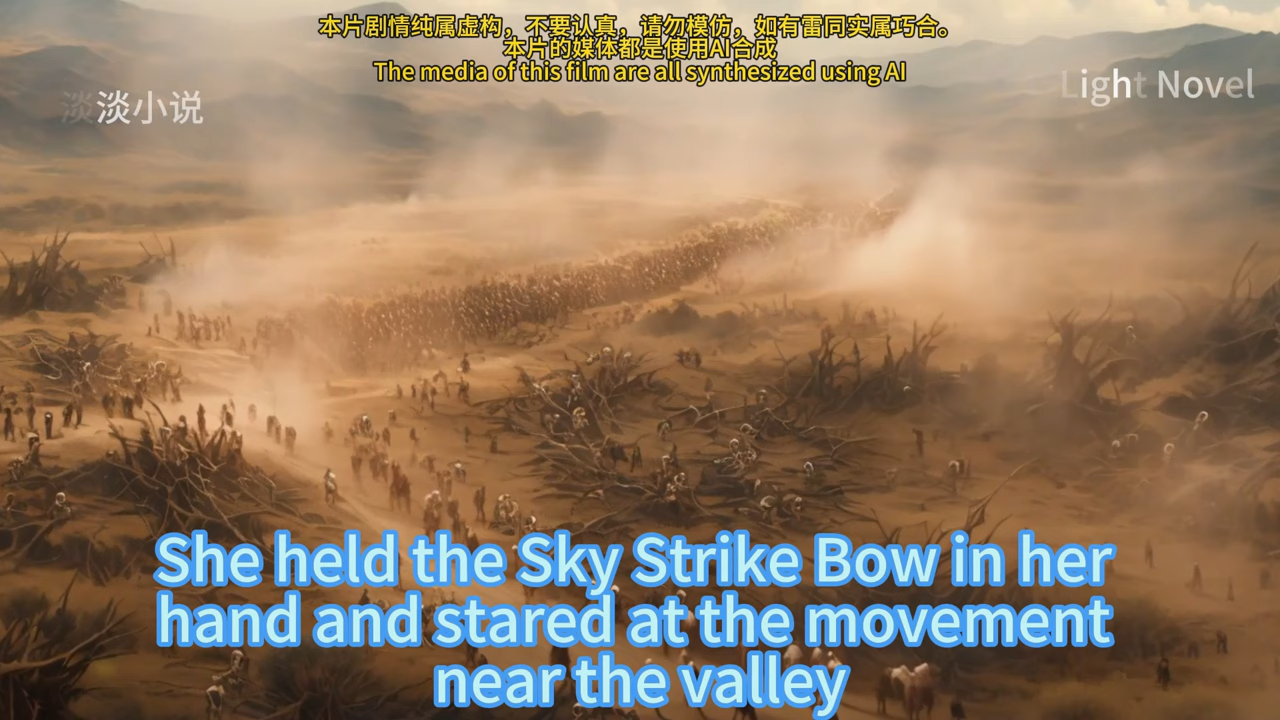 本片剧情纯属虚构，不要认真，请勿模仿，如有雷同实属巧合。
本片的媒体都是使用AI合成
The media of this film are all synthesized using AI
淡淡小说
Light Novel
She held the Sky Strike Bow in her
hand and stared at the movement
near the valley